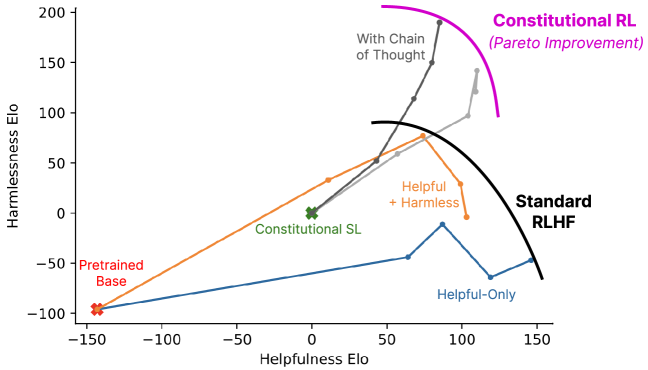 Constitutional RL
(Pareto Improvement)
With Chain
of Thought
Helpful
+ Harmless
Standard
RLHF
Constitutional SL
Pretrained
Base
Helpful-Only
Harmlessness Elo
200
150
100
50
0
−50
−100
−150
−100
−50
0
50
100
150
Helpfulness Elo